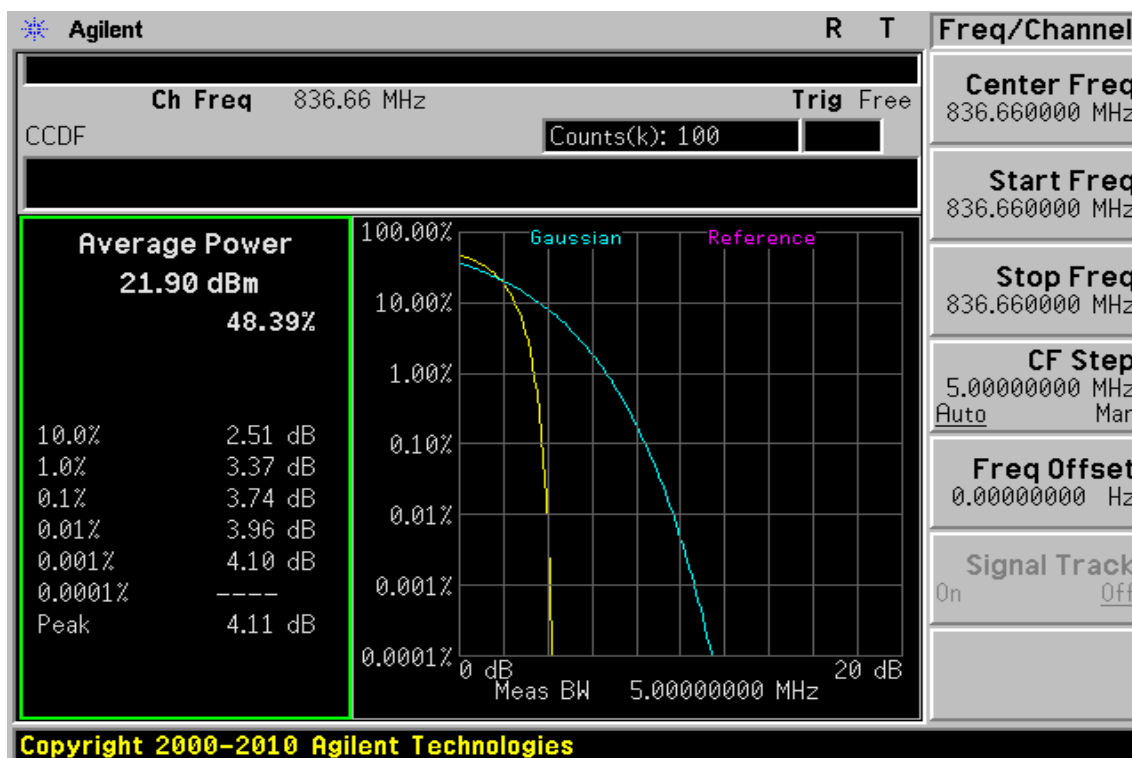 Agilent R T
Ch Freq 836.66 MHz Trig Free
CCDF
Counts(k): 100
Average Power
21.90 dBm
48.39%
10.0% 2.51 dB
1.0% 3.37 dB
0.1% 3.74 dB
0.01% 3.96 dB
0.001% 4.10 dB
0.0001% ----
Peak 4.11 dB
Gaussian Reference
100.00%
10.00%
1.00%
0.10%
0.01%
0.001%
0.0001%
0 dB 20 dB
Meas BW 5.00000000 MHz
Freq/Channel
Center Freq
836.660000 MHz
Start Freq
836.660000 MHz
Stop Freq
836.660000 MHz
CF Step
5.00000000 MHz
Auto Man
Freq Offset
0.00000000 Hz
Signal Track
On Off
Copyright 2000-2010 Agilent Technologies